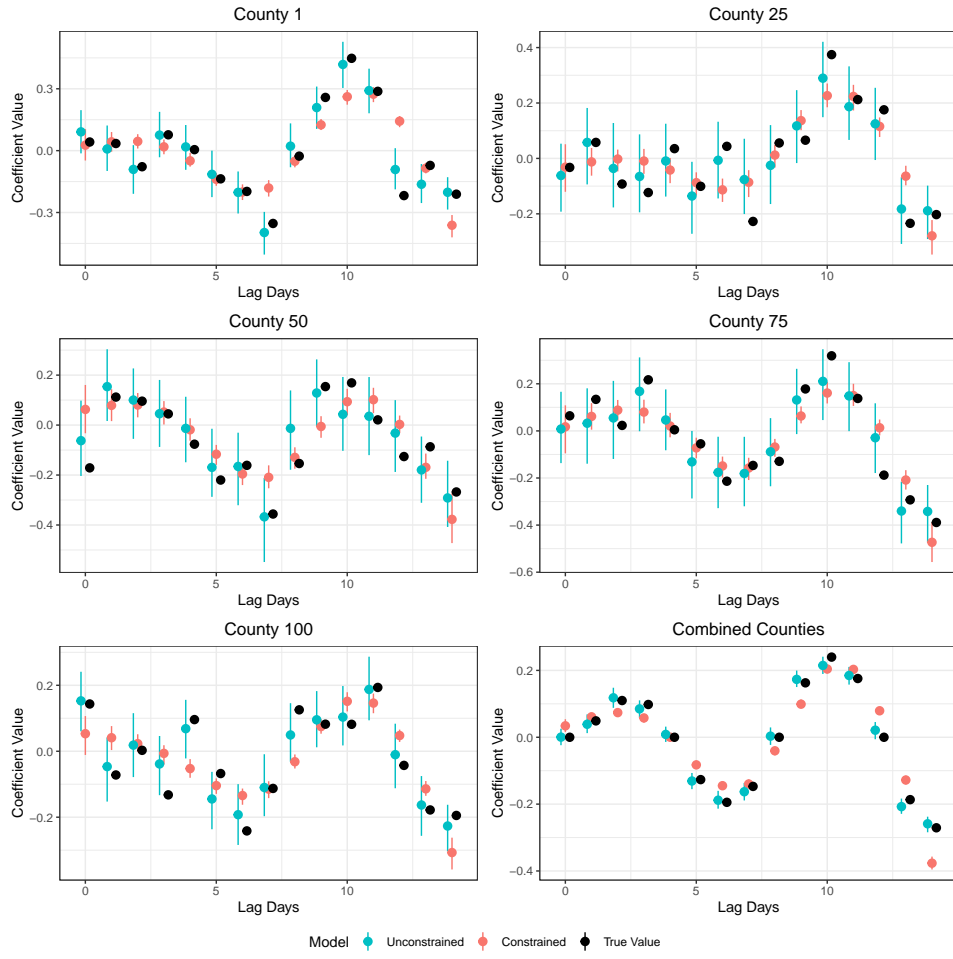 County 1
County 25
Coefficient Value
0.3
0.0
−0.3
0
5
10
Lag Days
Coefficient Value
0.4
0.2
0.0
−0.2
0
5
10
Lag Days
County 50
County 75
Coefficient Value
0.2
0.0
−0.2
−0.4
0
5
10
Lag Days
Coefficient Value
0.2
0.0
−0.2
−0.4
−0.6
0
5
10
Lag Days
County 100
Combined Counties
Coefficient Value
0.2
0.0
−0.2
0
5
10
Lag Days
Coefficient Value
0.2
0.0
−0.2
−0.4
0
5
10
Lag Days
Model Unconstrained Constrained True Value